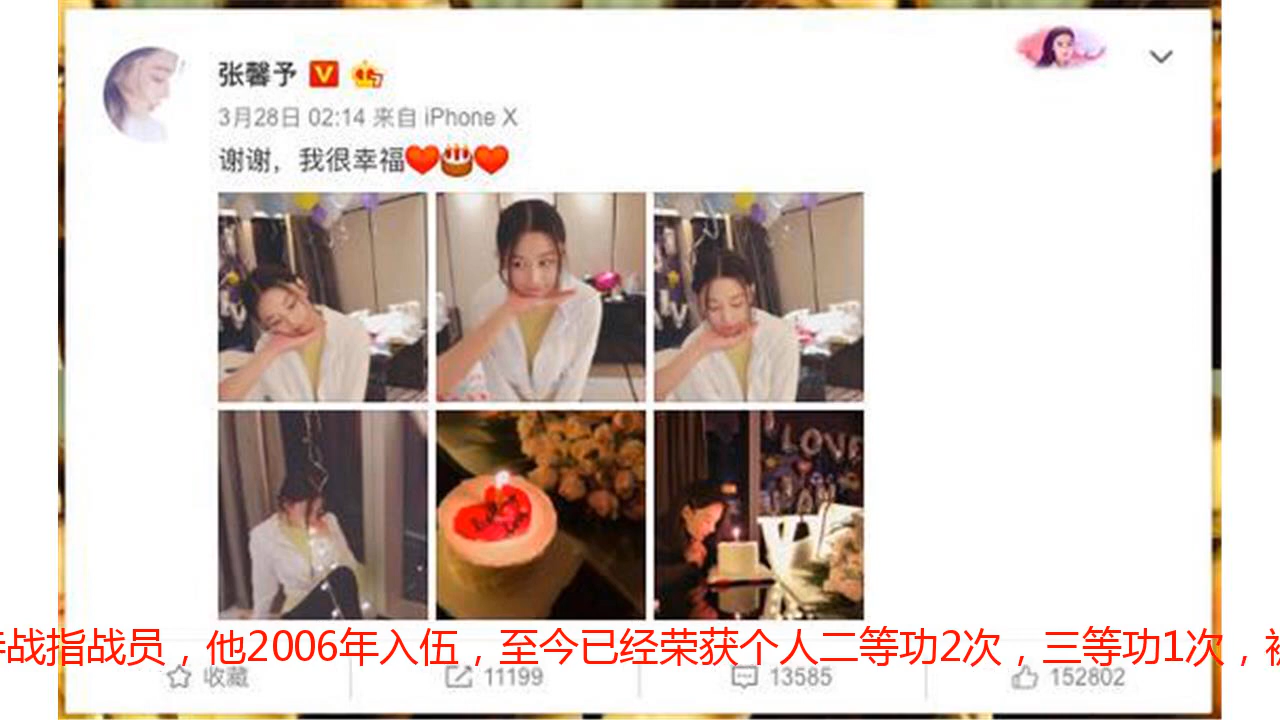 张馨予
3月28日 02:14 来自 iPhone X
谢谢，我很幸福
LOVE
战指战员，他2006年入伍，至今已经荣获个人二等功2次，三等功1次，
收藏
11199
13585
152802